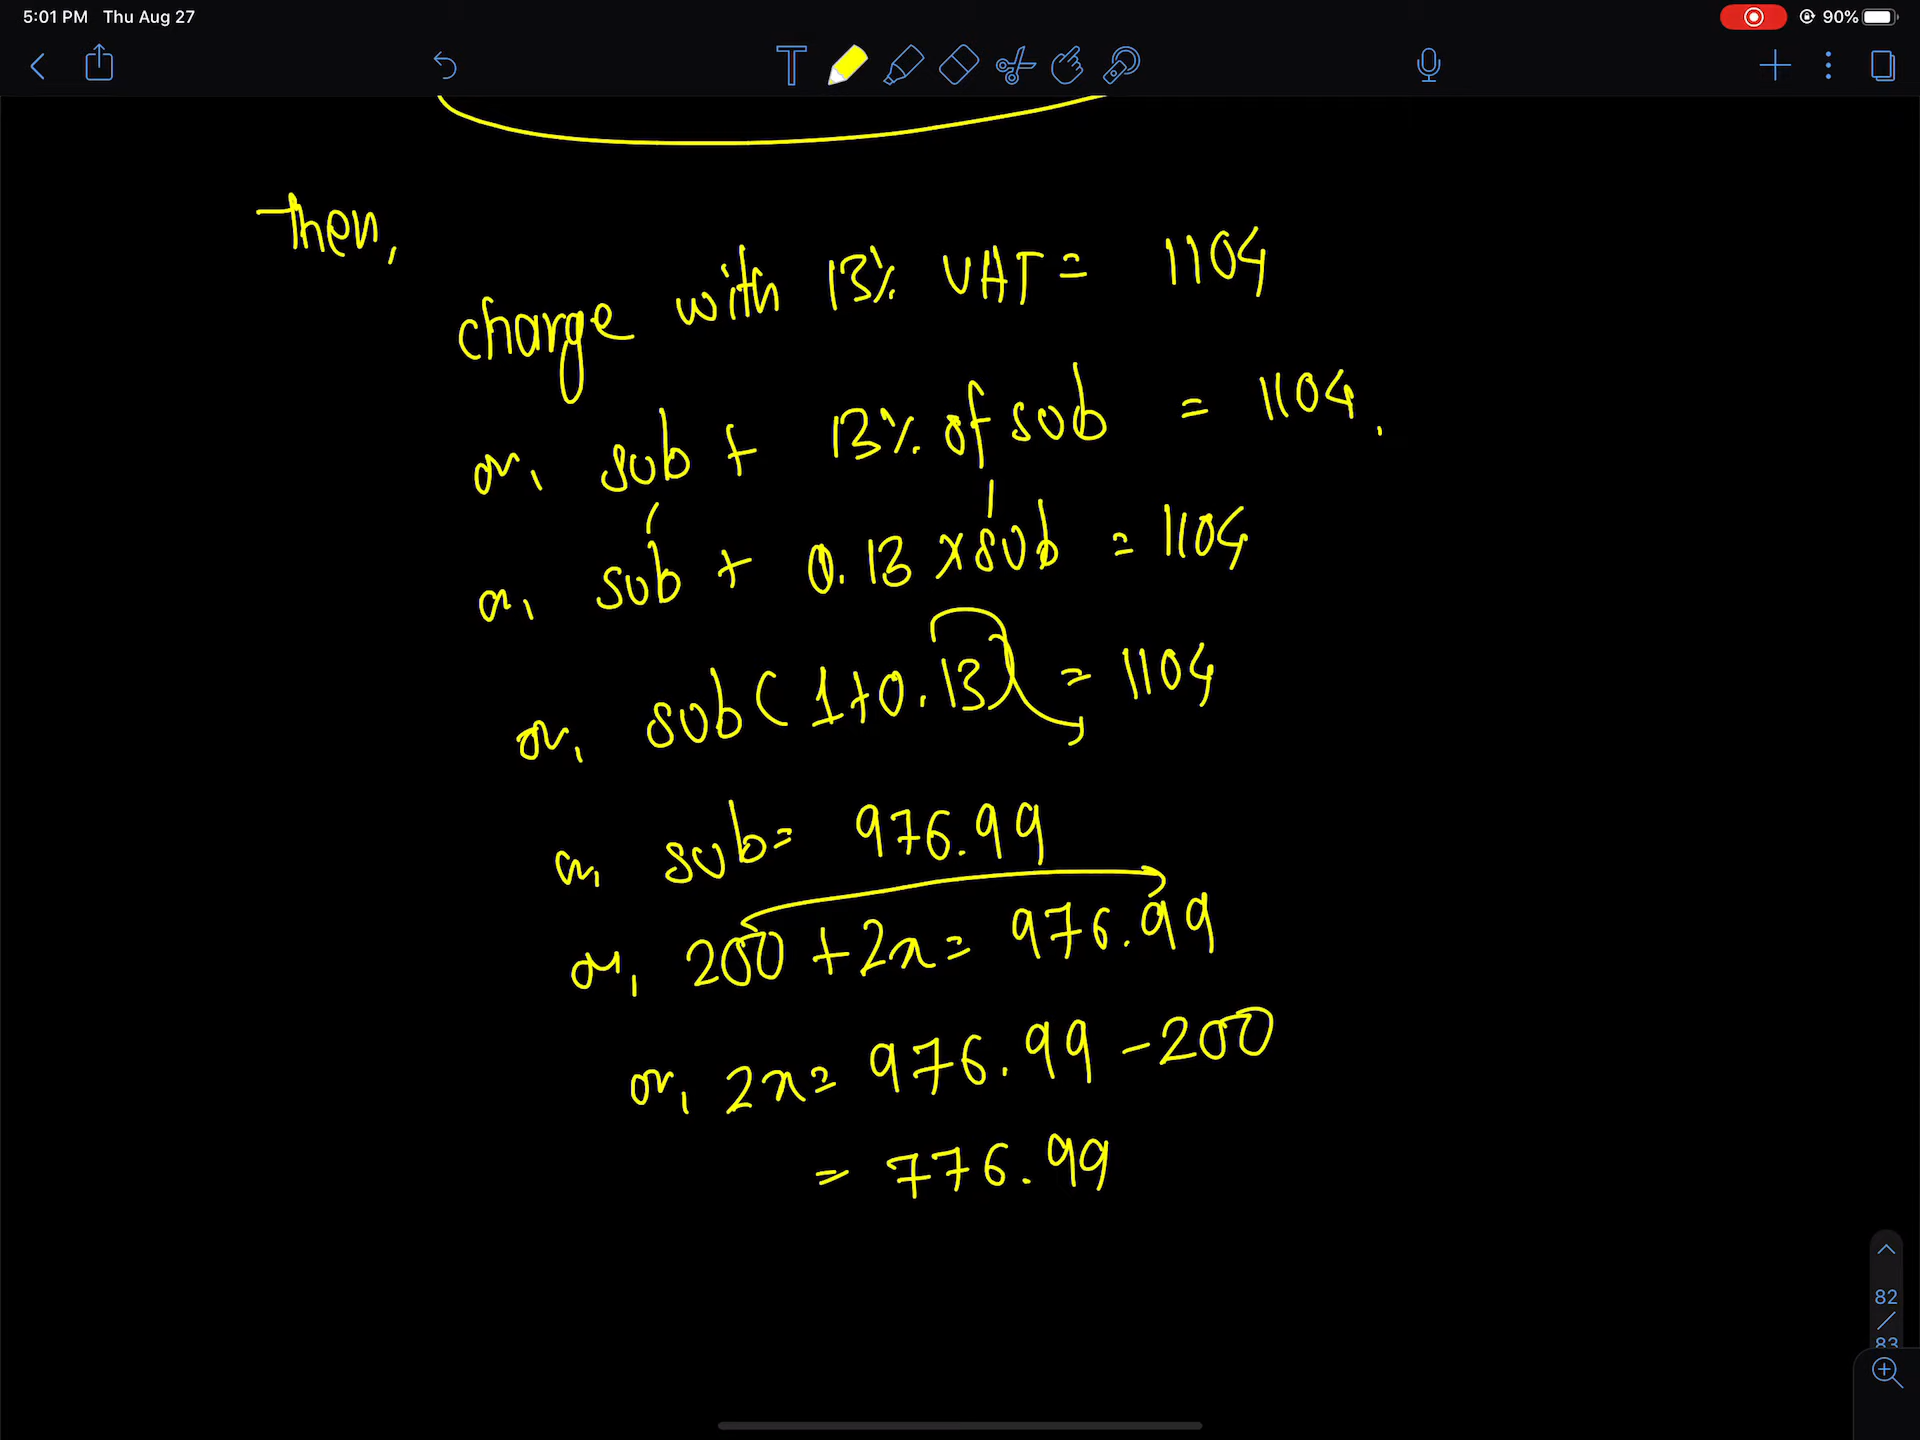 5:01 PM Thu Aug 27
90%
T
Then,
charge with 13% VAT = 1104
or, sub + 13% of sub = 1104.
or, sub + 0.13 × sub = 1104
or, sub (1+0.13) = 1104
or, sub = 976.99
or, 200 + 2x = 976.99
or, 2x = 976.99 - 200
= 776.99
82
/
83